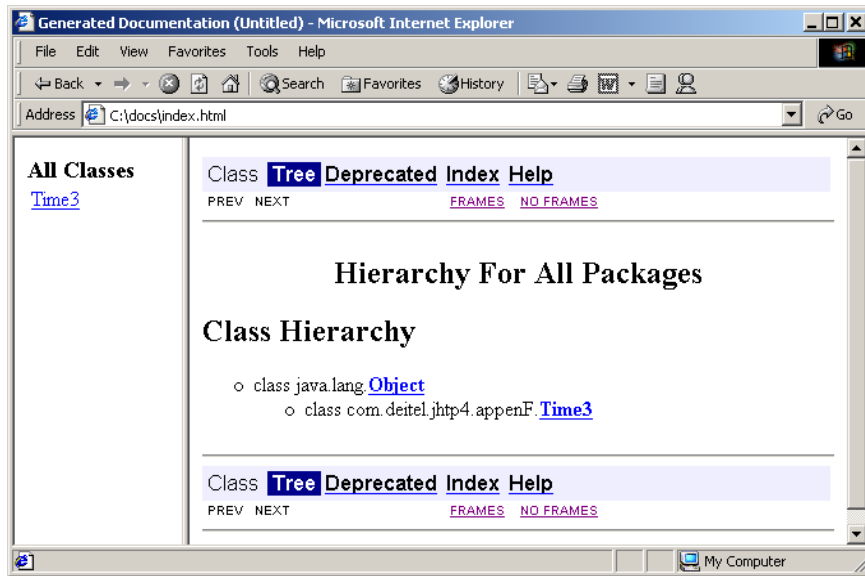 Generated Documentation (Untitled) - Microsoft Internet Explorer
File Edit View Favorites Tools Help
Back Search Favorites History W
Address C:\docs\index.html Go
All Classes
Time3
Class Tree Deprecated Index Help
PREV NEXT FRAMES NO FRAMES
Hierarchy For All Packages
Class Hierarchy
class java.lang.Object
class com.deitel.jhtp4.appenF.Time3
Class Tree Deprecated Index Help
PREV NEXT FRAMES NO FRAMES
My Computer